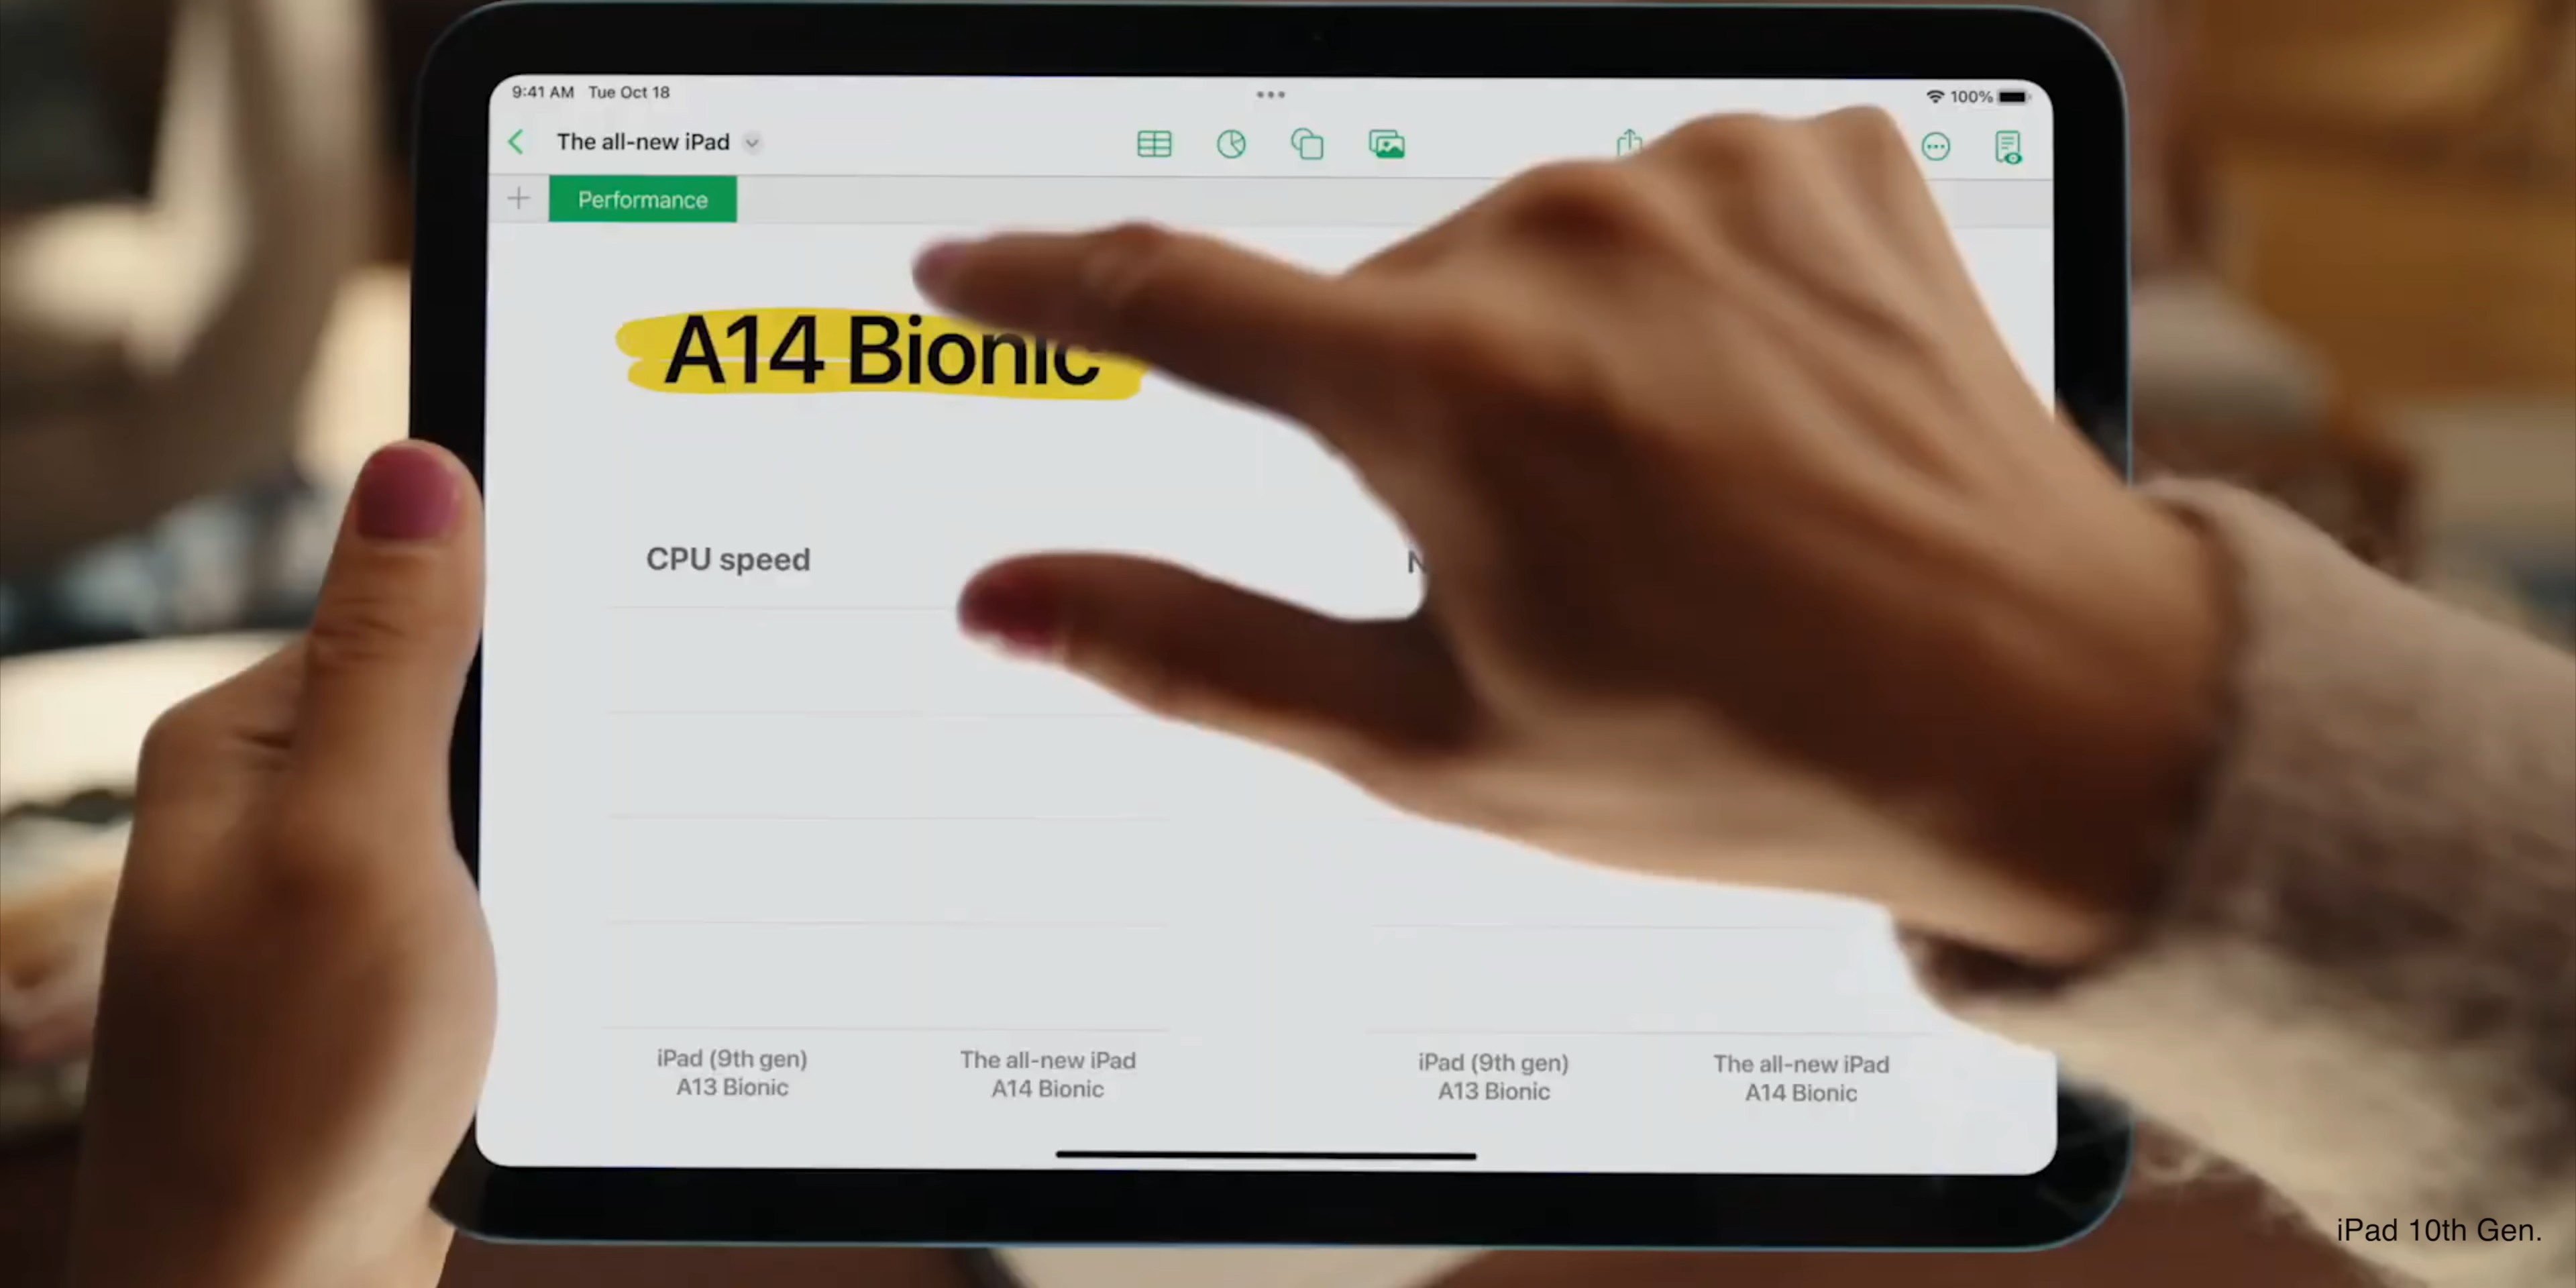 9:41 AM Tue Oct 18
100%
The all-new iPad
Performance
A14 Bionic
CPU speed
iPad (9th gen)
A13 Bionic
The all-new iPad
A14 Bionic
iPad (9th gen)
A13 Bionic
The all-new iPad
A14 Bionic
iPad 10th Gen.